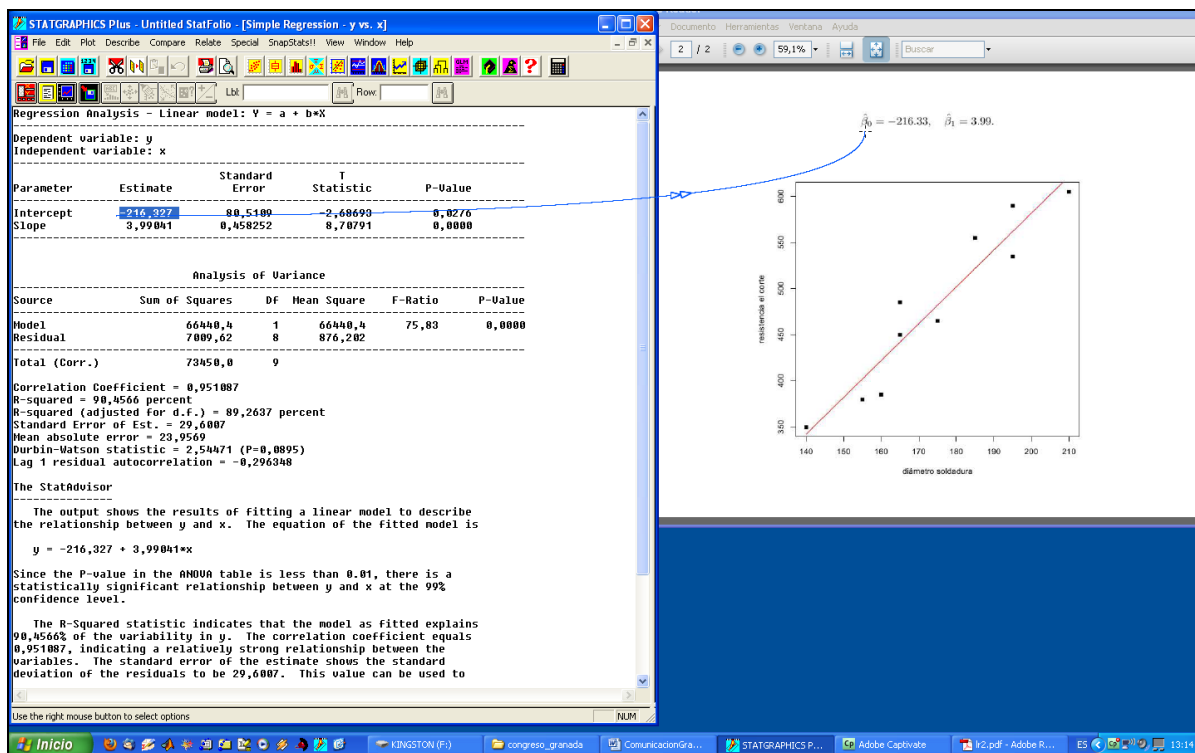 STATGRAPHICS Plus - Untitled StatFolio - [Simple Regression - y vs. x]
File Edit Plot Describe Compare Relate Special SnapStats!! View Window Help
Lbl: Row:
Regression Analysis - Linear model: Y = a + b*X
Dependent variable: y
Independent variable: x
Standard T
Parameter Estimate Error Statistic P-Value
Intercept -216,327 80,5109 -2,68693 0,0276
Slope 3,99041 0,458252 8,70791 0,0000
Analysis of Variance
Source Sum of Squares Df Mean Square F-Ratio P-Value
Model 66440,4 1 66440,4 75,83 0,0000
Residual 7009,62 8 876,202
Total (Corr.) 73450,0 9
Correlation Coefficient = 0,951087
R-squared = 90,4566 percent
R-squared (adjusted for d.f.) = 89,2637 percent
Standard Error of Est. = 29,6007
Mean absolute error = 23,9569
Durbin-Watson statistic = 2,54471 (P=0,0895)
Lag 1 residual autocorrelation = -0,296348
The StatAdvisor
The output shows the results of fitting a linear model to describe
the relationship between y and x. The equation of the fitted model is
y = -216,327 + 3,99041*x
Since the P-value in the ANOVA table is less than 0.01, there is a
statistically significant relationship between y and x at the 99%
confidence level.
The R-Squared statistic indicates that the model as fitted explains
90,4566% of the variability in y. The correlation coefficient equals
0,951087, indicating a relatively strong relationship between the
variables. The standard error of the estimate shows the standard
deviation of the residuals to be 29,6007. This value can be used to
Use the right mouse button to select options NUM
Documento Herramientas Ventana Ayuda
2 / 2 59,1% Buscar
β̂0 = −216.33, β̂1 = 3.99.
600
550
500
450
400
350
resistencia el corte
140 150 160 170 180 190 200 210
diámetro soldadura
Inicio KINGSTON (F:) congreso_granada ComunicacionGra... STATGRAPHICS P... Adobe Captivate lr2.pdf - Adobe R... ES 13:14